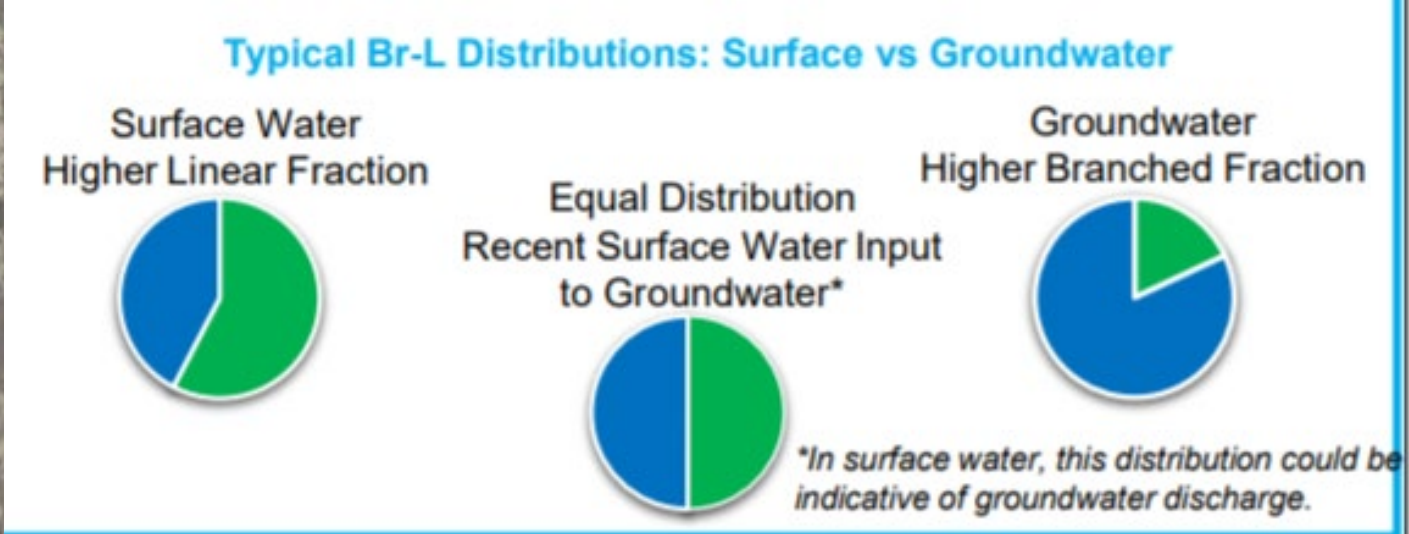 Typical Br-L Distributions: Surface vs Groundwater
Surface Water
Higher Linear Fraction
Equal Distribution
Recent Surface Water Input
to Groundwater*
Groundwater
Higher Branched Fraction
*In surface water, this distribution could be
indicative of groundwater discharge.